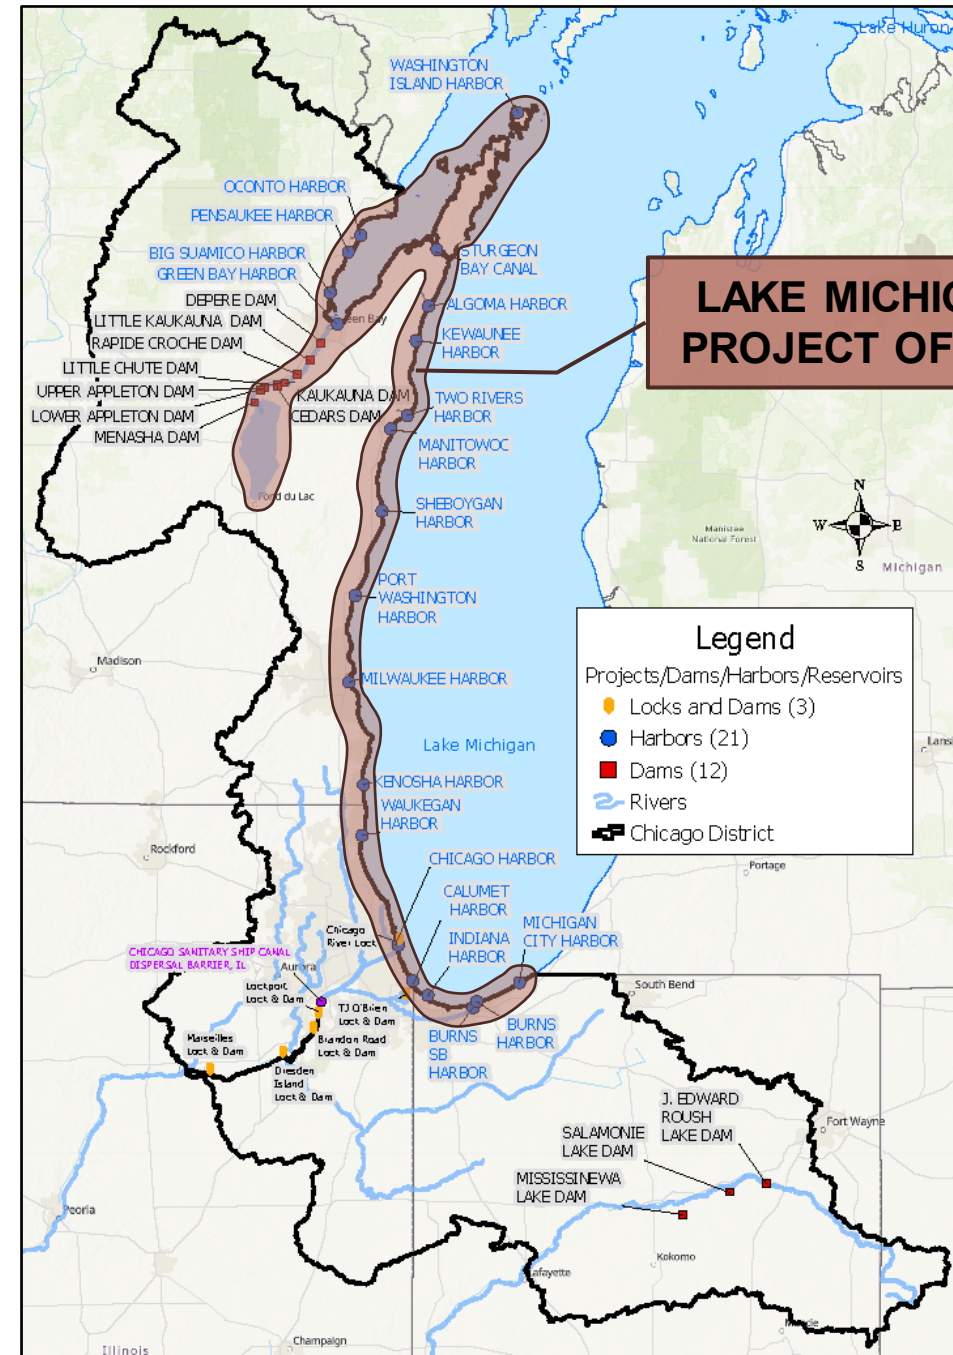 Lake Huron
WASHINGTON
ISLAND HARBOR
OCONTO HARBOR
PENSAUKEE HARBOR
BIG SUAMICO HARBOR
GREEN BAY HARBOR
STURGEON
BAY CANAL
DEPERE DAM
LITTLE KAUKAUNA DAM
RAPIDE CROCHE DAM
LITTLE CHUTE DAM
UPPER APPLETON DAM
LOWER APPLETON DAM
MENASHA DAM
KAUKAUNA DAM
CEDARS DAM
ALGOMA HARBOR
KEWAUNEE
HARBOR
LAKE MICHIG
PROJECT OF
TWO RIVERS
HARBOR
MANITOWOC
HARBOR
Fond du Lac
SHEBOYGAN
HARBOR
N
W
E
S
Manistee
National Forest
Michigan
PORT
WASHINGTON
HARBOR
Madison
MILWAUKEE HARBOR
Legend
Projects/Dams/Harbors/Reservoirs
Locks and Dams (3)
Harbors (21)
Dams (12)
Rivers
Chicago District
Lansi
Lake Michigan
KENOSHA HARBOR
WAUKEGAN
HARBOR
Rockford
Portage
CHICAGO HARBOR
CALUMET
HARBOR
INDIANA
HARBOR
MICHIGAN
CITY HARBOR
Chicago
River Lock
CHICAGO SANITARY SHIP CANAL
DISPERSAL BARRIER, IL
Aurora
Lockport
Lock & Dam
TJ O'Brien
Lock & Dam
Brandon Road
Lock & Dam
Marseilles
Lock & Dam
Dresden
Island
Lock & Dam
South Bend
BURNS
SB
HARBOR
BURNS
HARBOR
J. EDWARD
ROUSH
LAKE DAM
SALAMONIE
LAKE DAM
MISSISSINEWA
LAKE DAM
Fort Wayne
Peoria
Kokomo
Lafayette
Champaign
Illinois